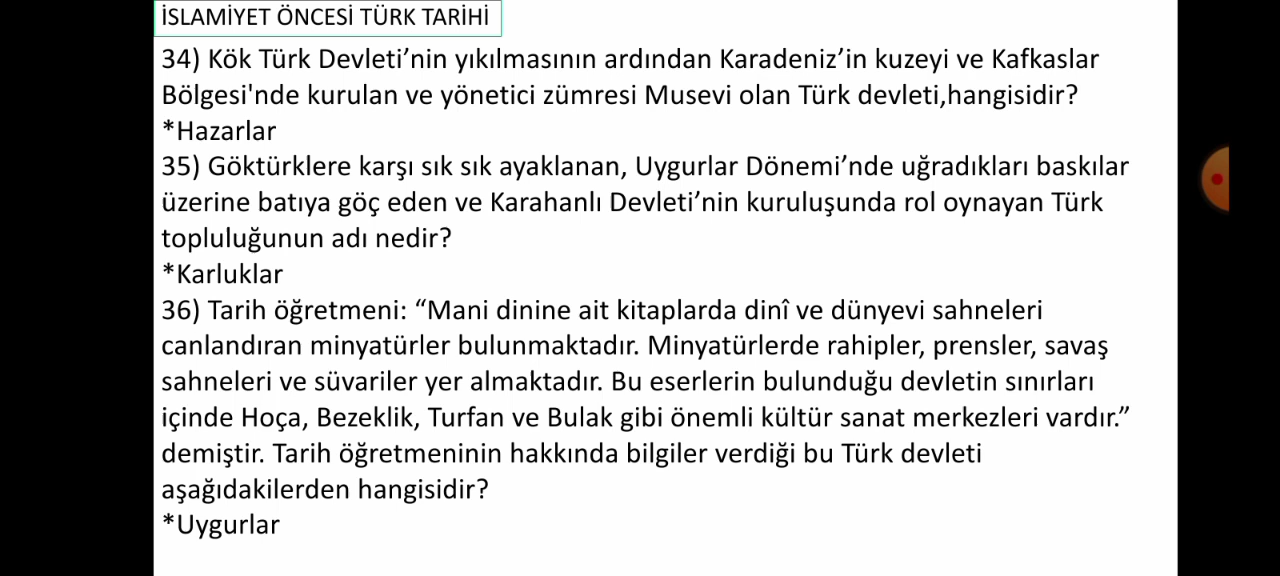 İSLAMİYET ÖNCESİ TÜRK TARİHİ
34) Kök Türk Devleti’nin yıkılmasının ardından Karadeniz’in kuzeyi ve Kafkaslar
Bölgesi'nde kurulan ve yönetici zümresi Musevi olan Türk devleti,hangisidir?
*Hazarlar
35) Göktürklere karşı sık sık ayaklanan, Uygurlar Dönemi’nde uğradıkları baskılar
üzerine batıya göç eden ve Karahanlı Devleti’nin kuruluşunda rol oynayan Türk
topluluğunun adı nedir?
*Karluklar
36) Tarih öğretmeni: “Mani dinine ait kitaplarda dinî ve dünyevi sahneleri
canlandıran minyatürler bulunmaktadır. Minyatürlerde rahipler, prensler, savaş
sahneleri ve süvariler yer almaktadır. Bu eserlerin bulunduğu devletin sınırları
içinde Hoça, Bezeklik, Turfan ve Bulak gibi önemli kültür sanat merkezleri vardır.”
demiştir. Tarih öğretmeninin hakkında bilgiler verdiği bu Türk devleti
aşağıdakilerden hangisidir?
*Uygurlar